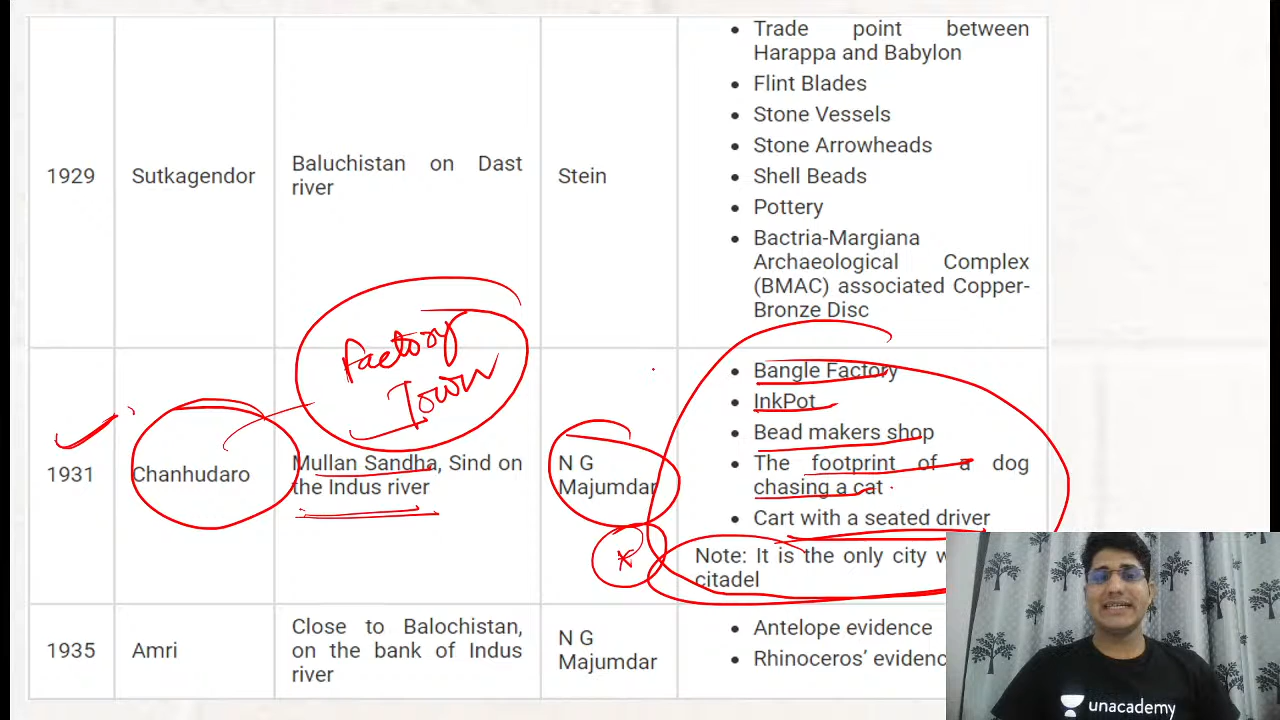 Trade point between
Harappa and Babylon
Flint Blades
Stone Vessels
Stone Arrowheads
Shell Beads
Pottery
Bactria-Margiana
Archaeological Complex
(BMAC) associated Copper-
Bronze Disc
1929
Sutkagendor
Baluchistan on Dast
river
Stein
Factory
Town
1931
Chanhudaro
Mullan Sandha, Sind on
the Indus river
N G
Majumdar
Bangle Factory
InkPot
Bead makers shop
The footprint of a dog
chasing a cat
Cart with a seated driver
Note: It is the only city
citadel
1935
Amri
Close to Balochistan,
on the bank of Indus
river
N G
Majumdar
Antelope evidence
Rhinoceros'
unacademy